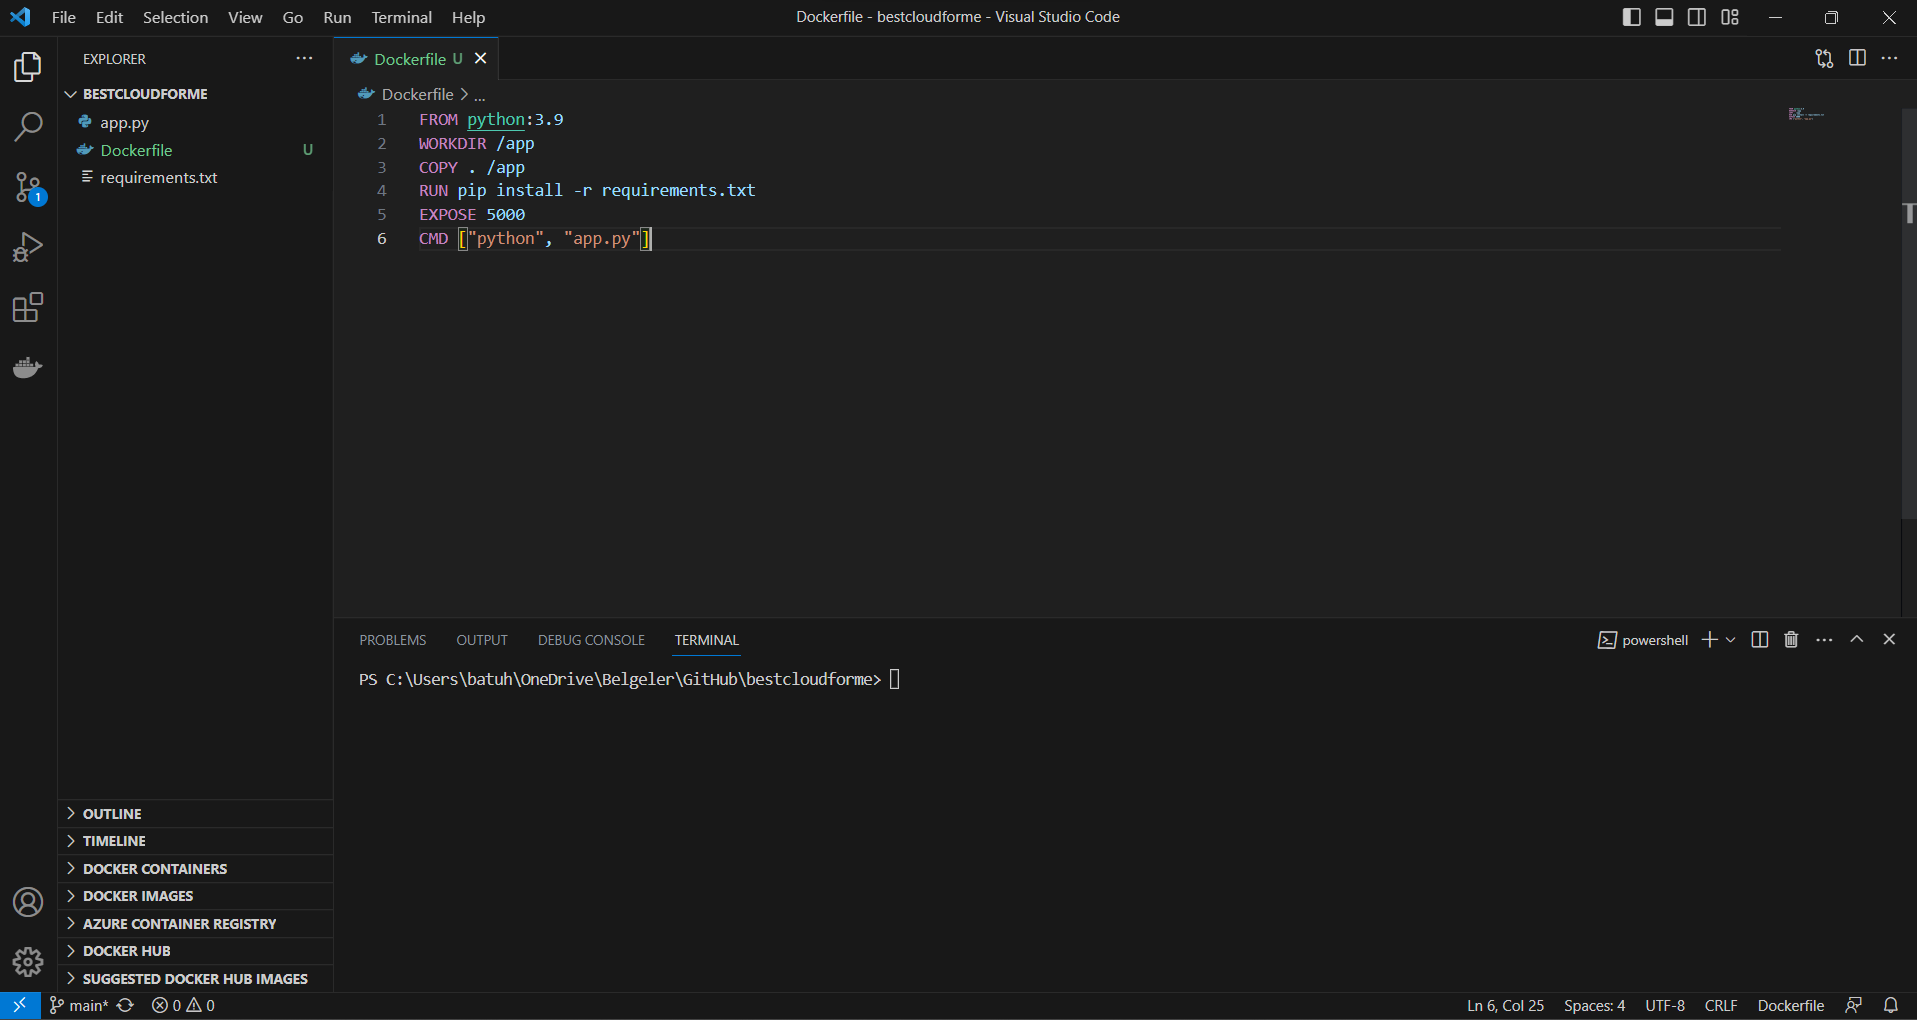 File Edit Selection View Go Run Terminal Help
Dockerfile - bestcloudforme - Visual Studio Code
EXPLORER
BESTCLOUDFORME
app.py
Dockerfile U
requirements.txt
1
Dockerfile U
Dockerfile > ...
1 FROM python:3.9
2 WORKDIR /app
3 COPY . /app
4 RUN pip install -r requirements.txt
5 EXPOSE 5000
6 CMD ["python", "app.py"]
PROBLEMS OUTPUT DEBUG CONSOLE TERMINAL
powershell
PS C:\Users\batuh\OneDrive\Belgeler\GitHub\bestcloudforme>
OUTLINE
TIMELINE
DOCKER CONTAINERS
DOCKER IMAGES
AZURE CONTAINER REGISTRY
DOCKER HUB
SUGGESTED DOCKER HUB IMAGES
main* 0 0
Ln 6, Col 25 Spaces: 4 UTF-8 CRLF Dockerfile